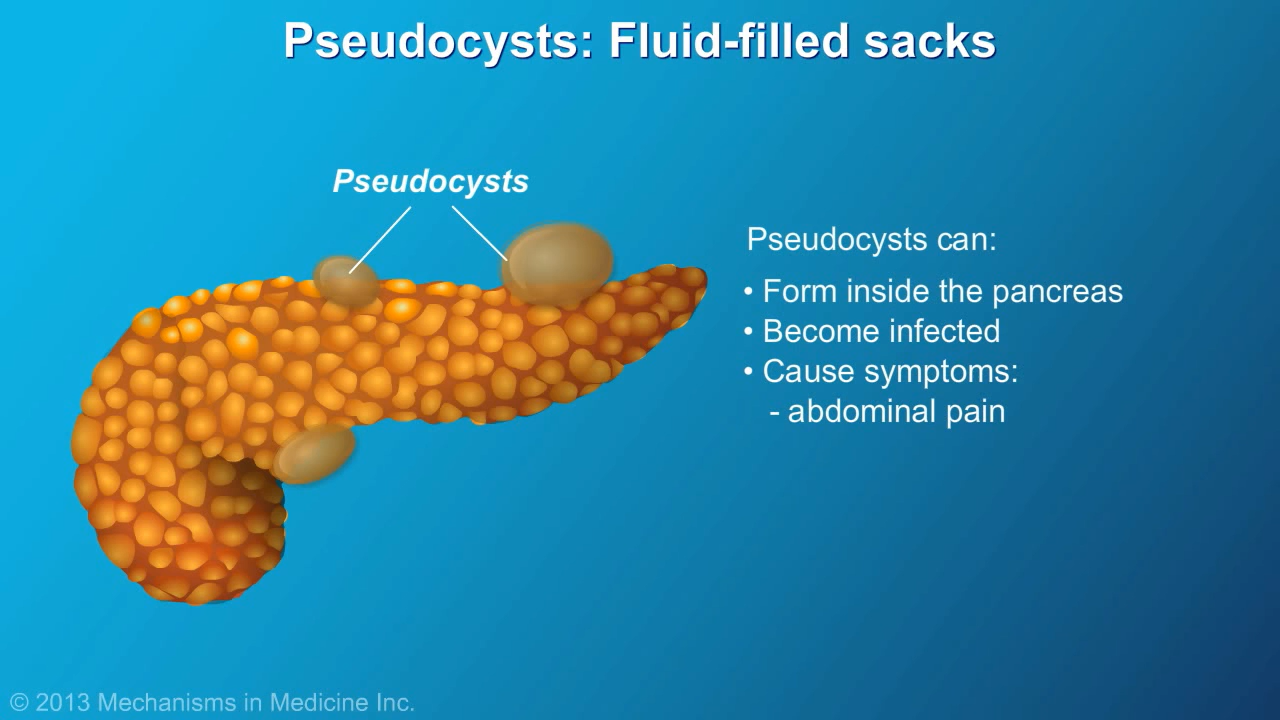 Pseudocysts: Fluid-filled sacks
Pseudocysts
Pseudocysts can:
• Form inside the pancreas
• Become infected
• Cause symptoms:
- abdominal pain
© 2013 Mechanisms in Medicine Inc.